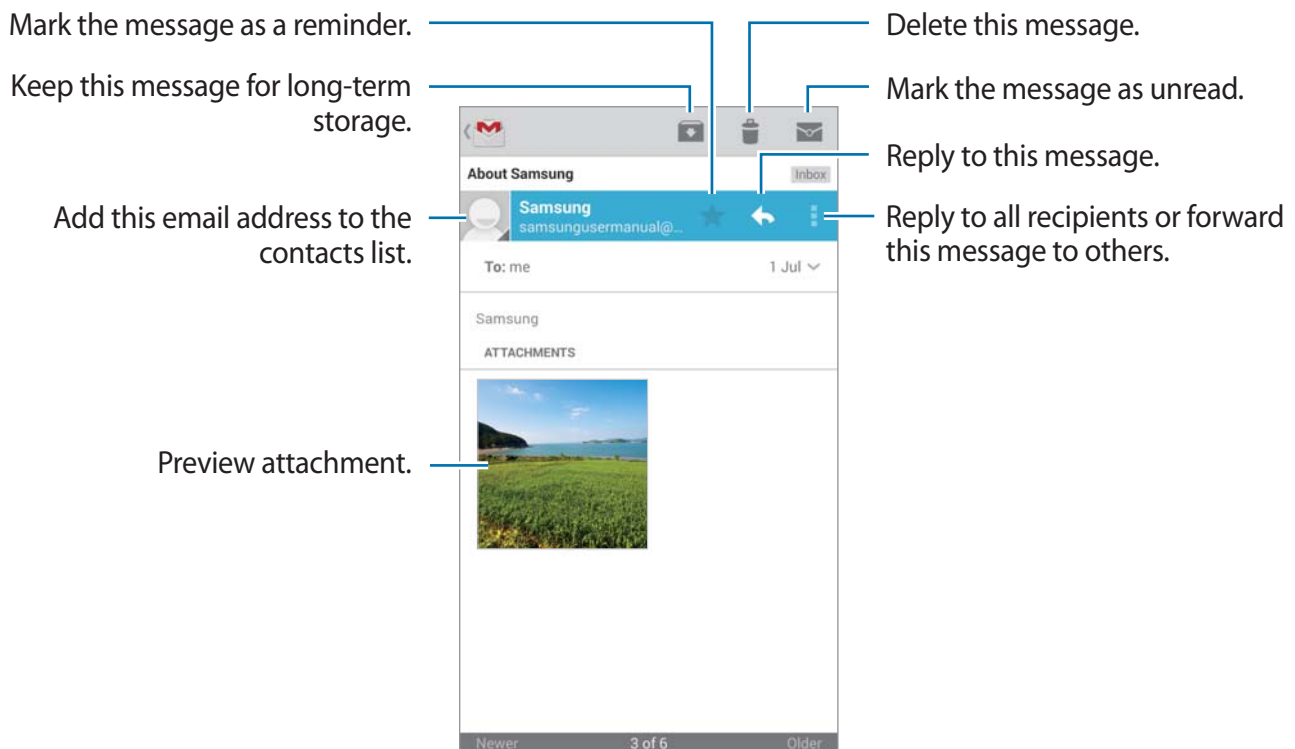 Mark the message as a reminder.
Keep this message for long-term
storage.
Add this email address to the
contacts list.
Preview attachment.
About Samsung
Inbox
Samsung
samsungusermanual@...
To: me
1 Jul
Samsung
ATTACHMENTS
Newer
3 of 6
Older
Delete this message.
Mark the message as unread.
Reply to this message.
Reply to all recipients or forward
this message to others.